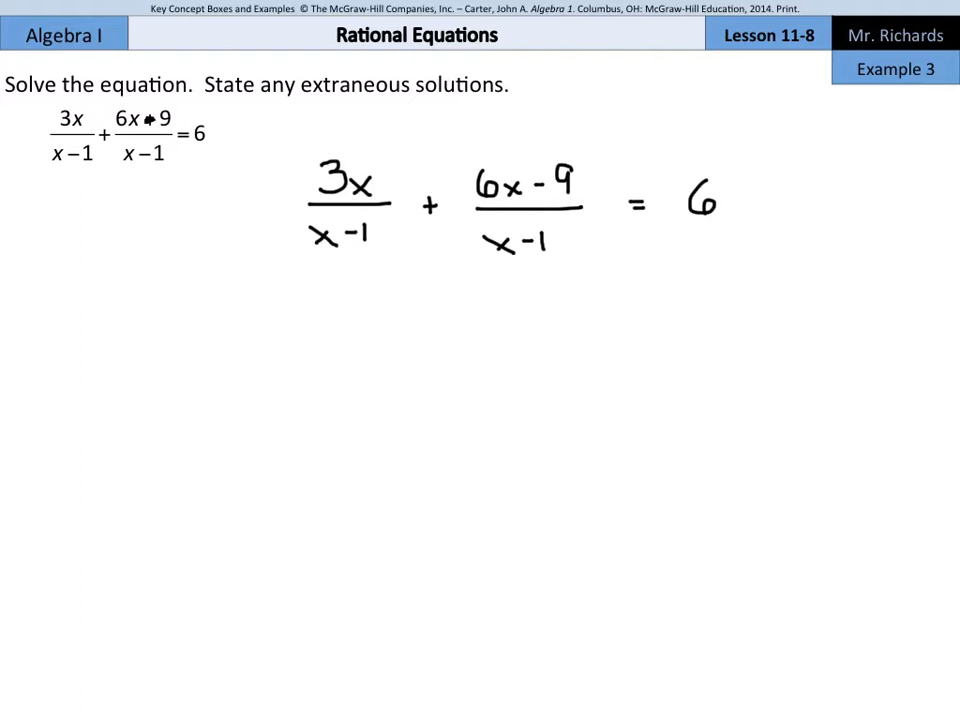 Key Concept Boxes and Examples © The McGraw-Hill Companies, Inc. – Carter, John A. Algebra 1. Columbus, OH: McGraw-Hill Education, 2014. Print.
Algebra I
Rational Equations
Lesson 11-8
Mr. Richards
Example 3
Solve the equation. State any extraneous solutions.
3x/(x – 1) + (6x - 9)/(x – 1) = 6
3x/(x - 1) + (6x - 9)/(x - 1) = 6